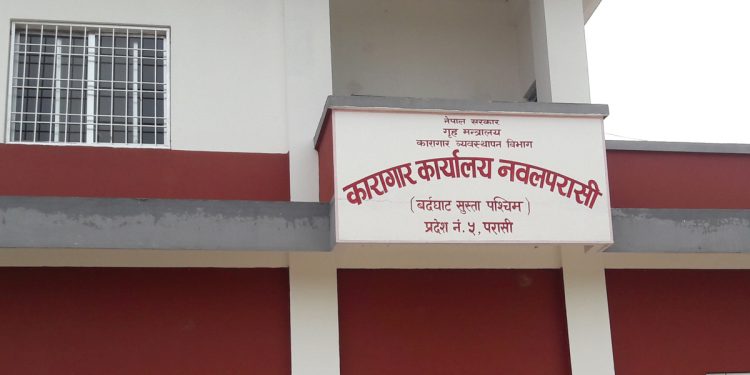 नेपाल सरकार
गृह मन्त्रालय
कारागार व्यवस्थापन विभाग
कारागार कार्यालय नवलपरासी
(बर्दघाट सुस्ता पश्चिम)
प्रदेश नं. ५, परासी